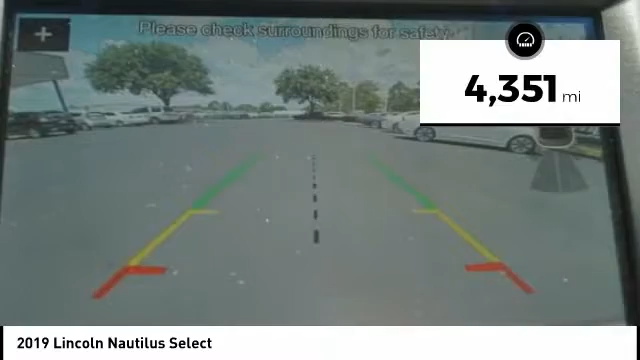 Please check surroundings for safety
4,351 mi
2019 Lincoln Nautilus Select